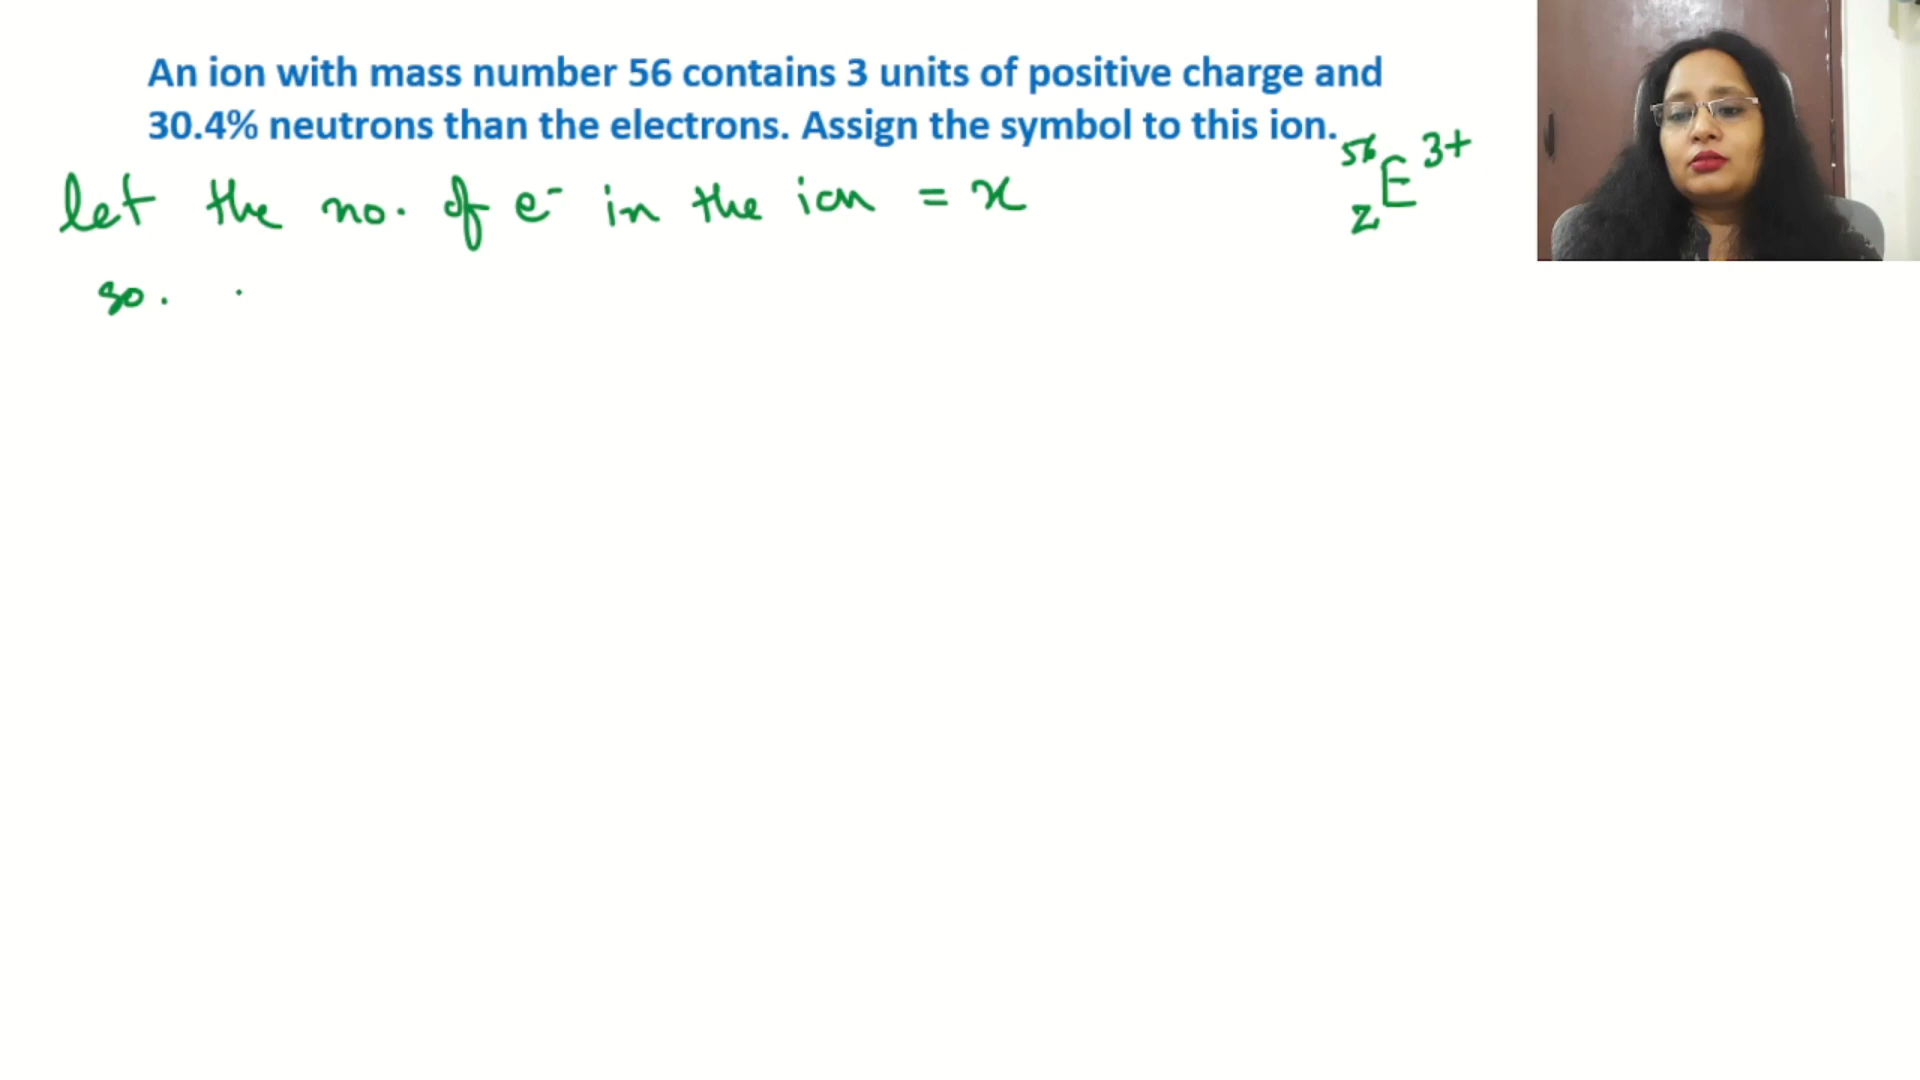 An ion with mass number 56 contains 3 units of positive charge and
30.4% neutrons than the electrons. Assign the symbol to this ion.
56 E 3+
z
let the no. of e- in the ion = x
so.